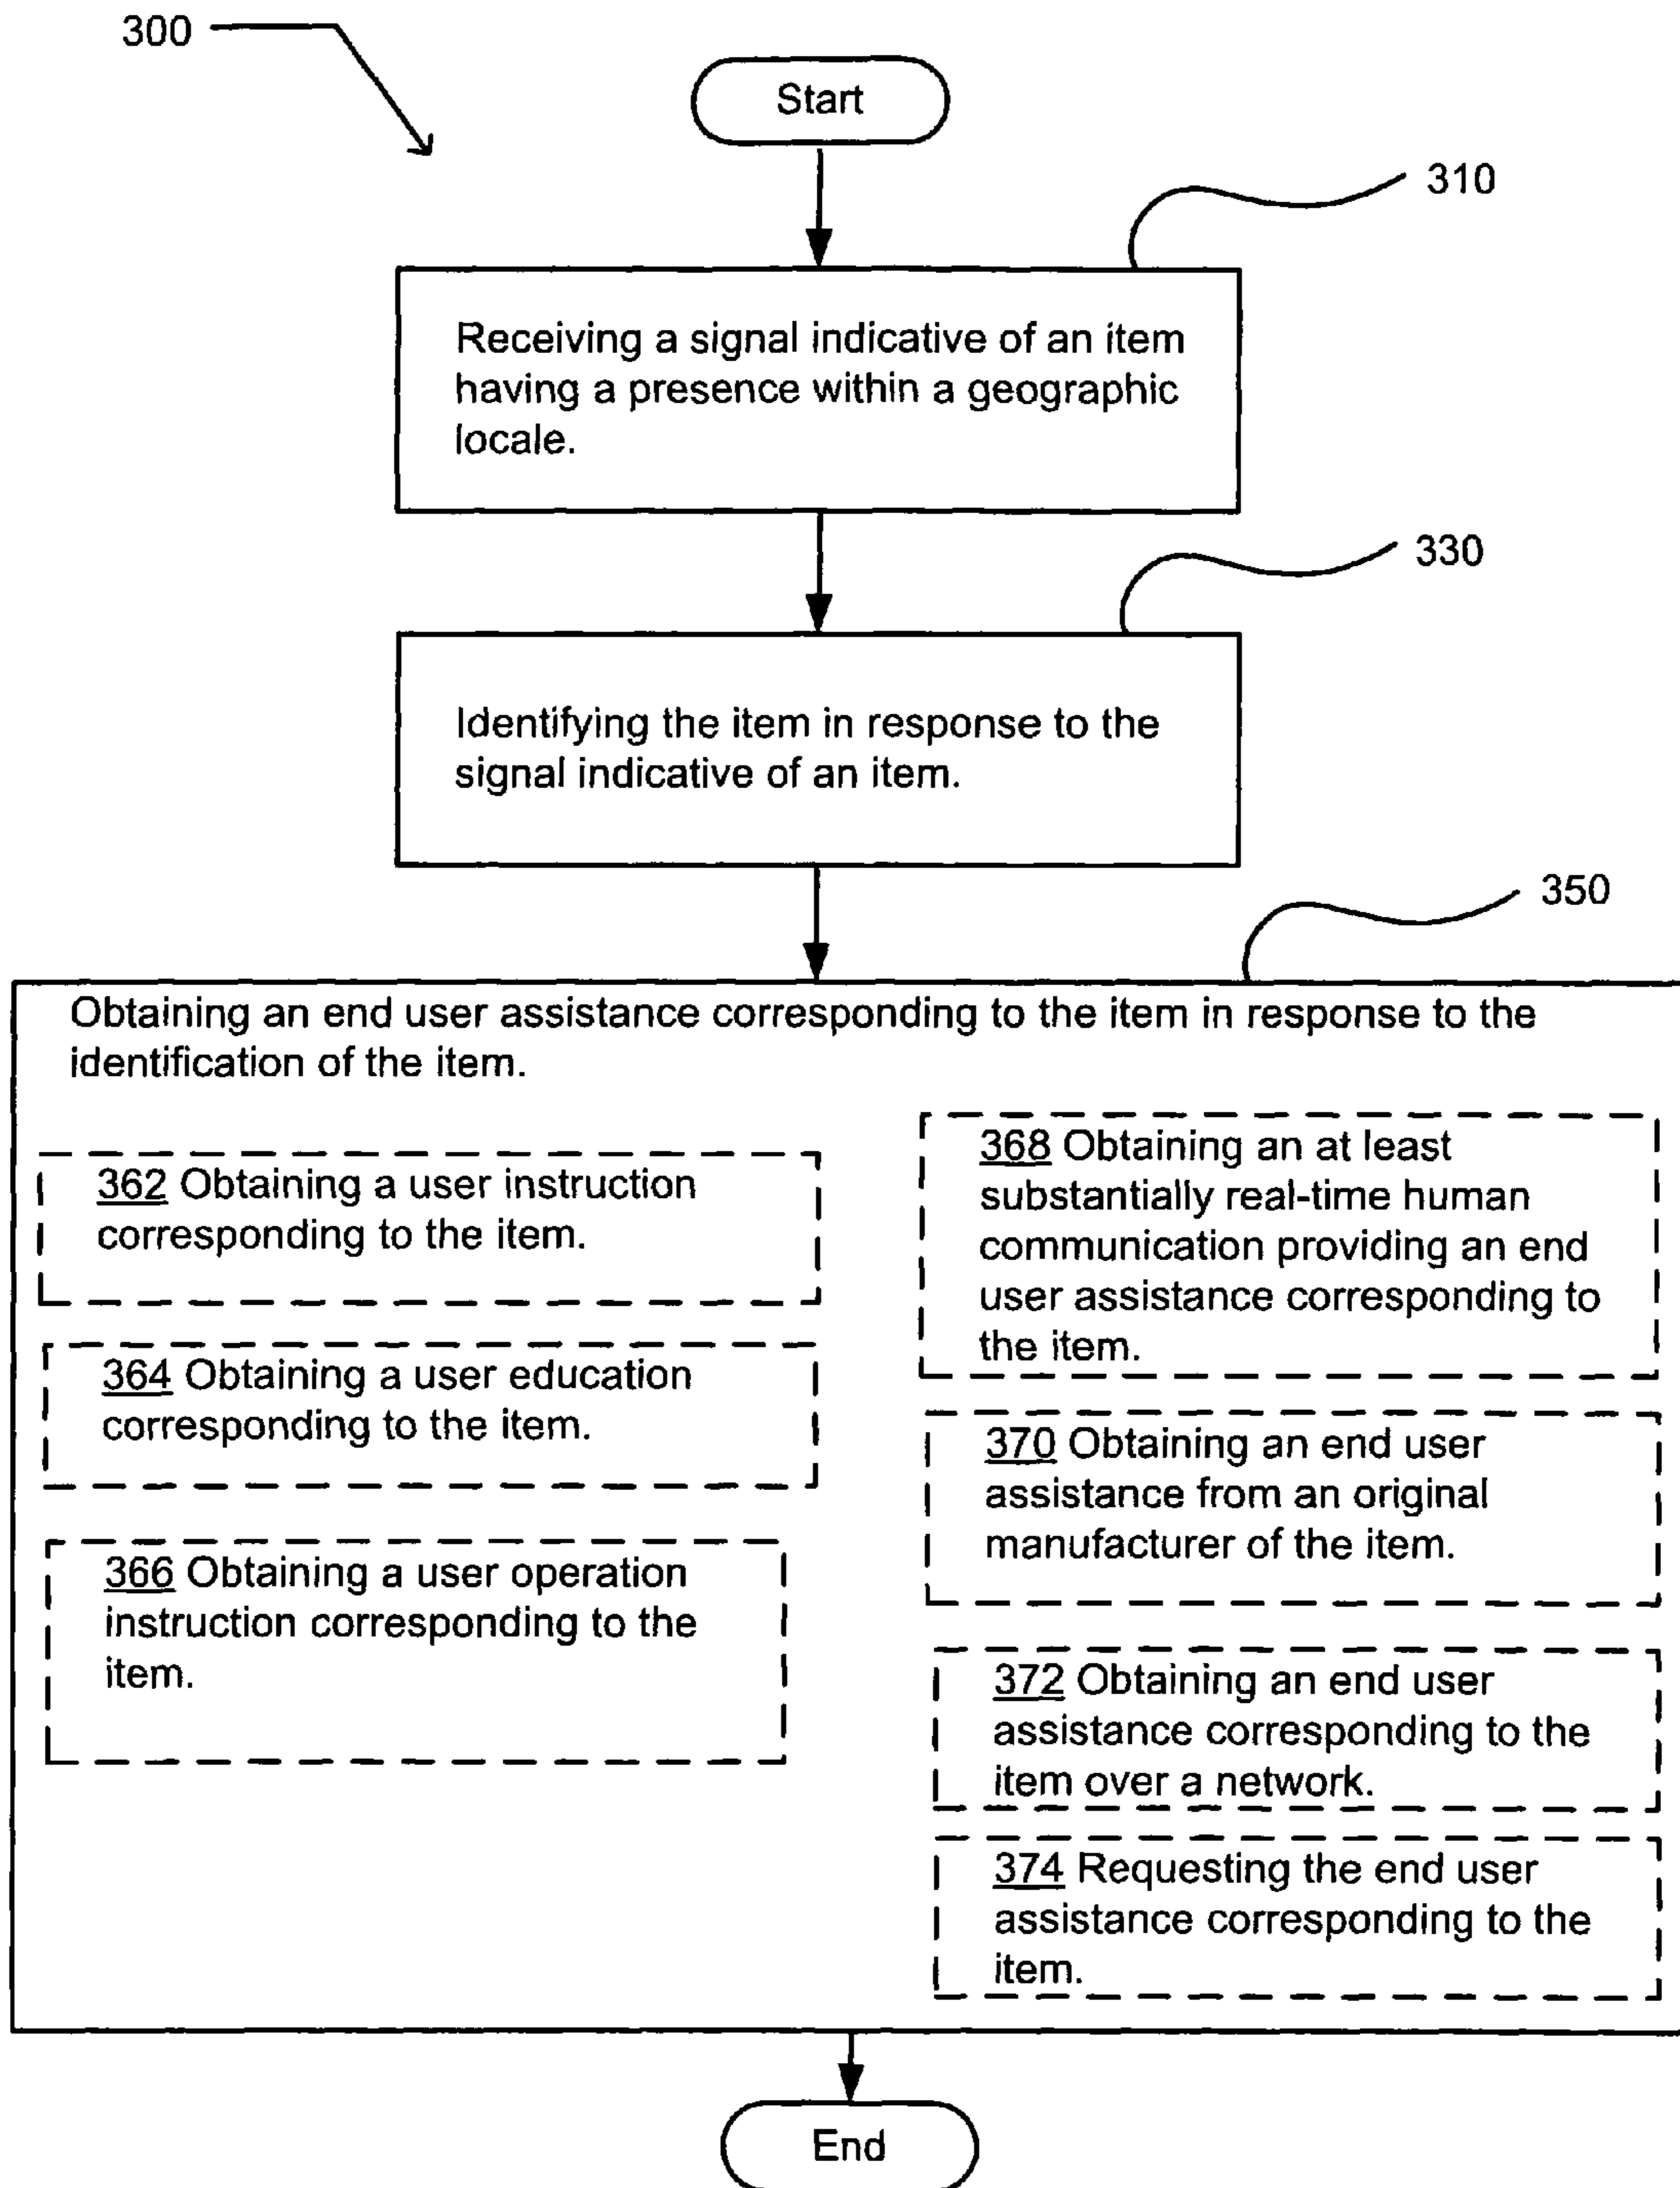 300
Start
310
Receiving a signal indicative of an item
having a presence within a geographic
locale.
330
Identifying the item in response to the
signal indicative of an item.
350
Obtaining an end user assistance corresponding to the item in response to the
identification of the item.
362 Obtaining a user instruction
corresponding to the item.
364 Obtaining a user education
corresponding to the item.
366 Obtaining a user operation
instruction corresponding to the
item.
368 Obtaining an at least
substantially real-time human
communication providing an end
user assistance corresponding to
the item.
370 Obtaining an end user
assistance from an original
manufacturer of the item.
372 Obtaining an end user
assistance corresponding to the
item over a network.
374 Requesting the end user
assistance corresponding to the
item.
End